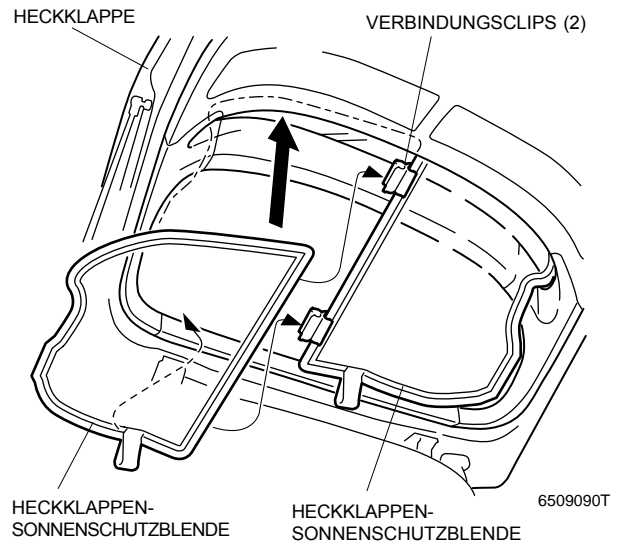 HECKKLAPPE
VERBINDUNGSCLIPS (2)
HECKKLAPPEN-
SONNENSCHUTZBLENDE
HECKKLAPPEN-
SONNENSCHUTZBLENDE
6509090T